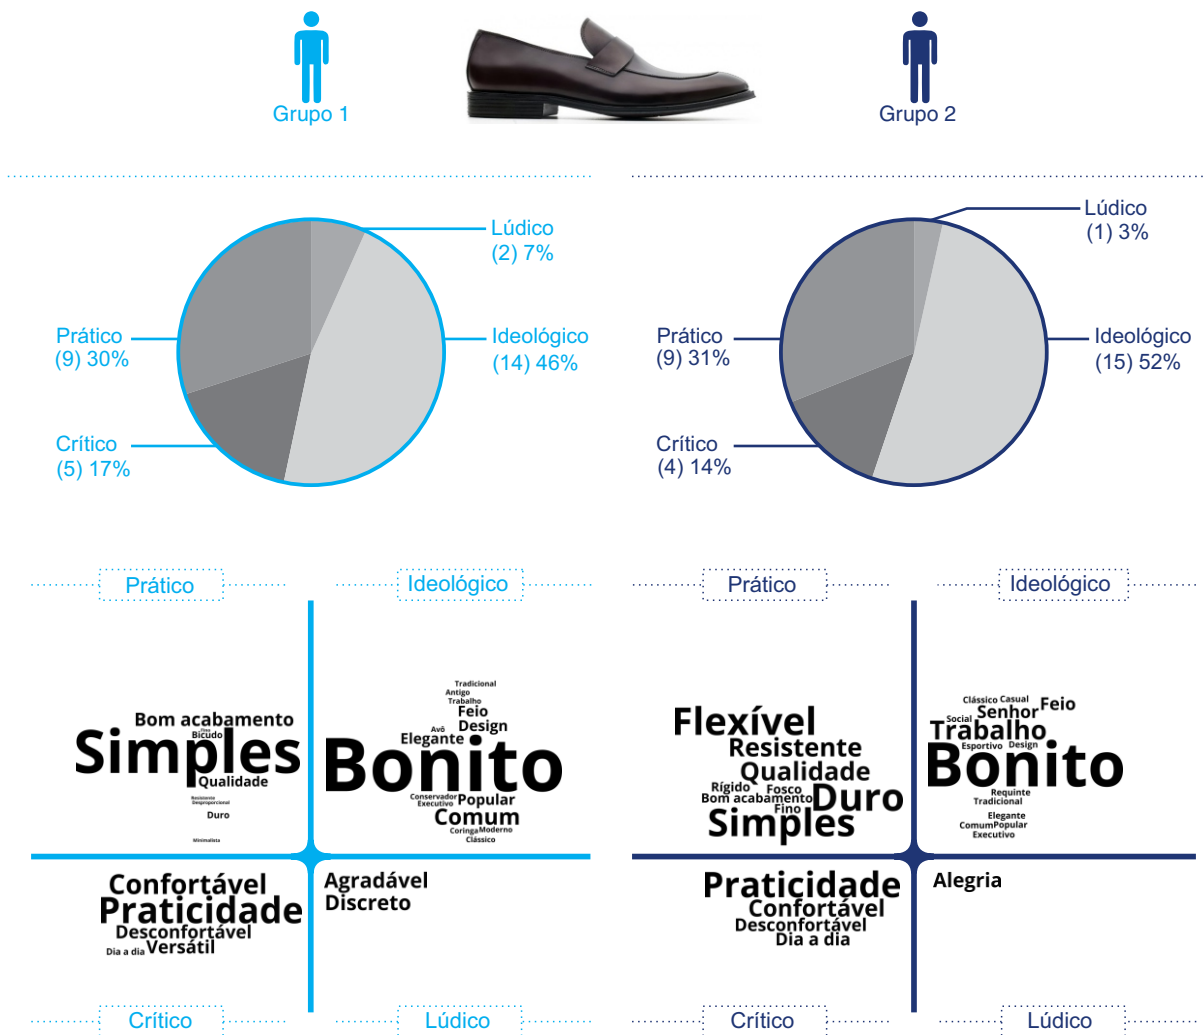 Grupo 1
Grupo 2
Lúdico
(2) 7%
Ideológico
(14) 46%
Prático
(9) 30%
Crítico
(5) 17%
Lúdico
(1) 3%
Ideológico
(15) 52%
Prático
(9) 31%
Crítico
(4) 14%
Prático
Ideológico
Bom acabamento
Bicudo
Simples
Qualidade
Resistente
Desproporcional
Duro
Minimalista
Tradicional
Antigo
Trabalho
Feio
Design
Avô
Elegante
Bonito
Conservador
Executivo
Popular
Comum
Coringa
Moderno
Clássico
Confortável
Praticidade
Desconfortável
Dia a dia
Versátil
Agradável
Discreto
Crítico
Lúdico
Prático
Ideológico
Flexível
Resistente
Qualidade
Rígido
Fosco
Bom acabamento
Duro
Fino
Simples
Clássico
Casual
Feio
Senhor
Social
Trabalho
Esportivo
Design
Bonito
Requinte
Tradicional
Elegante
Comum
Popular
Executivo
Praticidade
Confortável
Desconfortável
Dia a dia
Alegria
Crítico
Lúdico